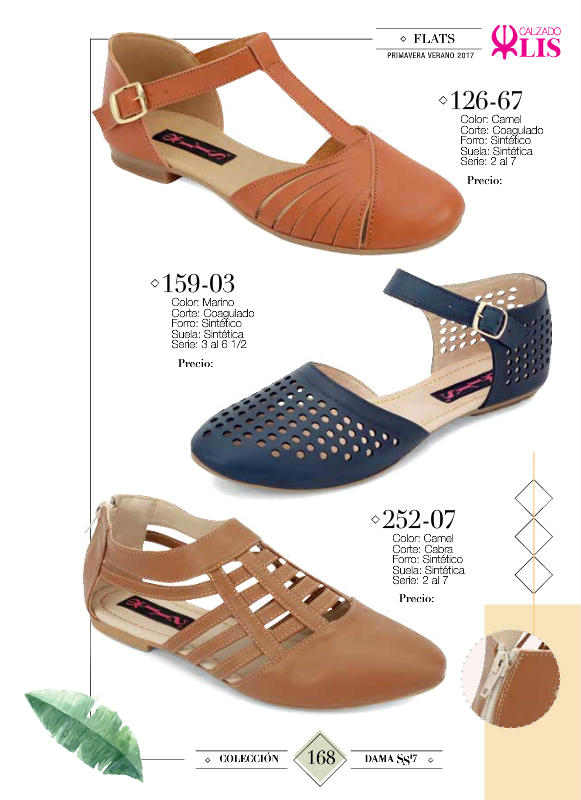 FLATS
PRIMAVERA VERANO 2017
CALZADO
LIS
126-67
Color: Camel
Corte: Coagulado
Forro: Sintético
Suela: Sintética
Serie: 2 al 7
Precio:
159-03
Color: Marino
Corte: Coagulado
Forro: Sintético
Suela: Sintética
Serie: 3 al 6 1/2
Precio:
252-07
Color: Camel
Corte: Cabra
Forro: Sintético
Suela: Sintética
Serie: 2 al 7
Precio:
COLECCIÓN
168
DAMA SS'7